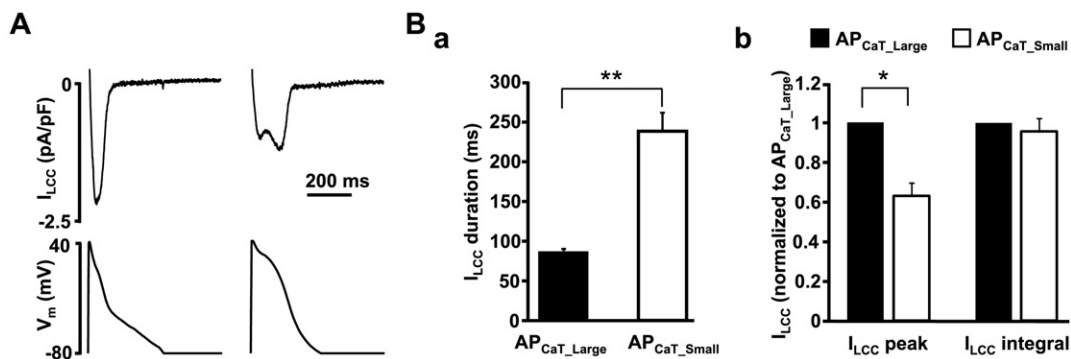 A
0
I_LCC (pA/pF)
-2.5
200 ms
40
V_m (mV)
-80
B
a
I_LCC duration (ms)
300
250
200
150
100
50
0
**
AP_CaT_Large
AP_CaT_Small
b
AP_CaT_Large
AP_CaT_Small
I_LCC (normalized to AP_CaT_Large)
1.2
1
0.8
0.6
0.4
0.2
0
*
I_LCC peak
I_LCC integral